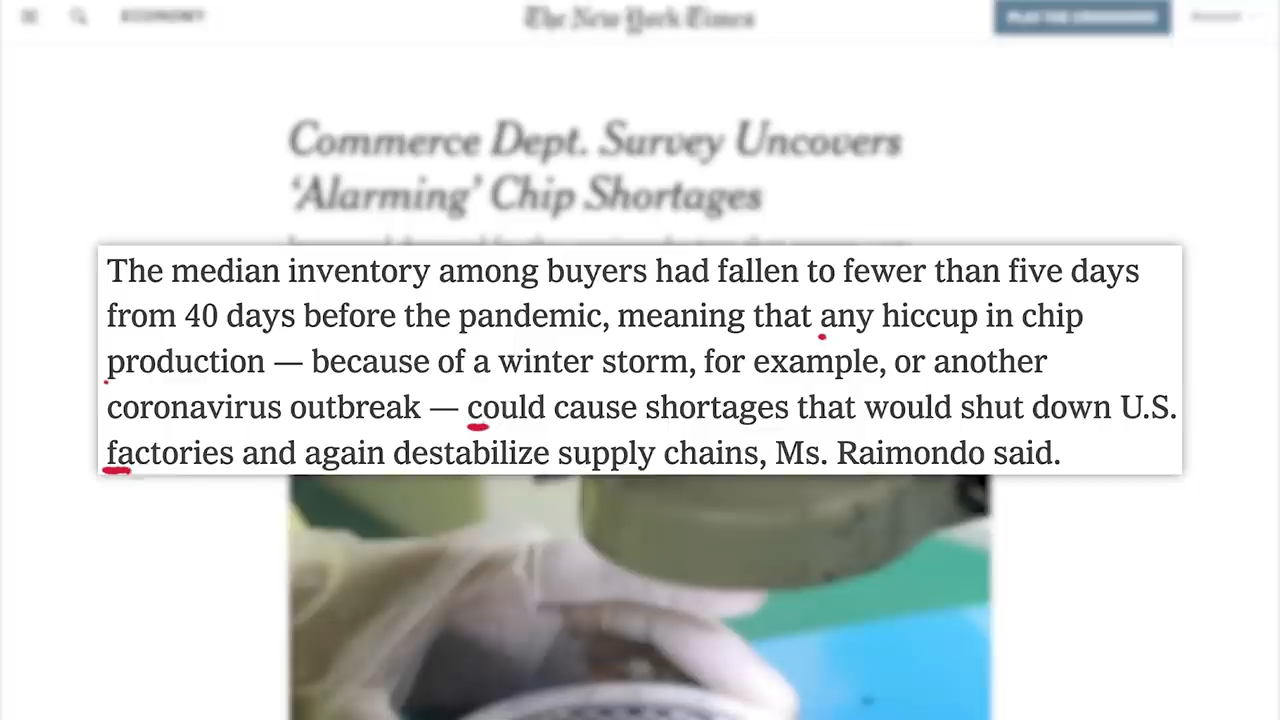 ECONOMY
The New York Times
Commerce Dept. Survey Uncovers
‘Alarming’ Chip Shortages
The median inventory among buyers had fallen to fewer than five days
from 40 days before the pandemic, meaning that any hiccup in chip
production — because of a winter storm, for example, or another
coronavirus outbreak — could cause shortages that would shut down U.S.
factories and again destabilize supply chains, Ms. Raimondo said.